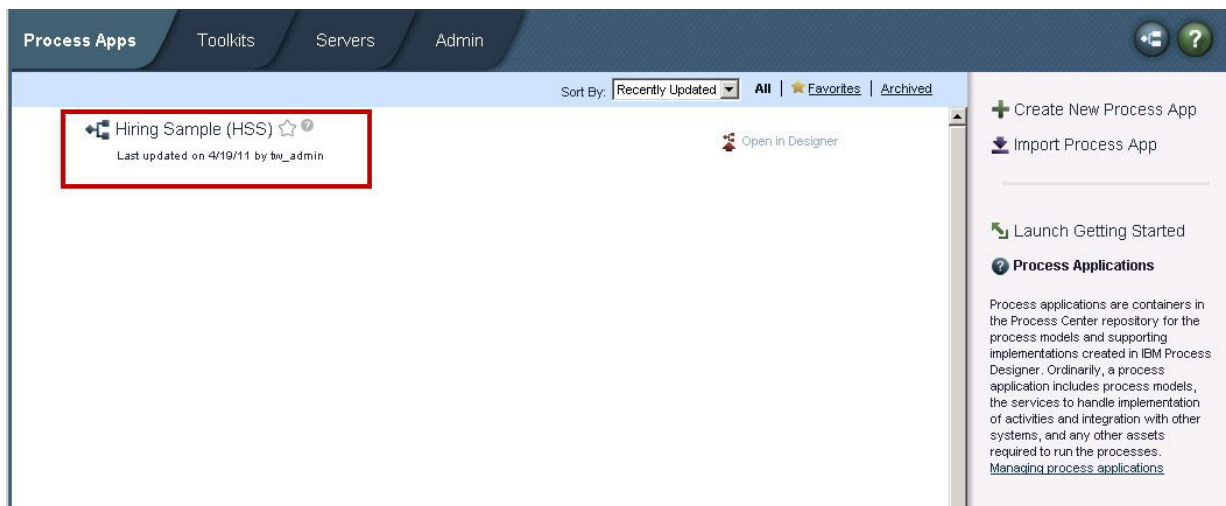 Process Apps Toolkits Servers Admin
Sort By: Recently Updated All | Favorites | Archived
Hiring Sample (HSS)
Last updated on 4/19/11 by tw_admin
Open in Designer
Create New Process App
Import Process App
Launch Getting Started
Process Applications
Process applications are containers in
the Process Center repository for the
process models and supporting
implementations created in IBM Process
Designer. Ordinarily, a process
application includes process models,
the services to handle implementation
of activities and integration with other
systems, and any other assets
required to run the processes.
Managing process applications